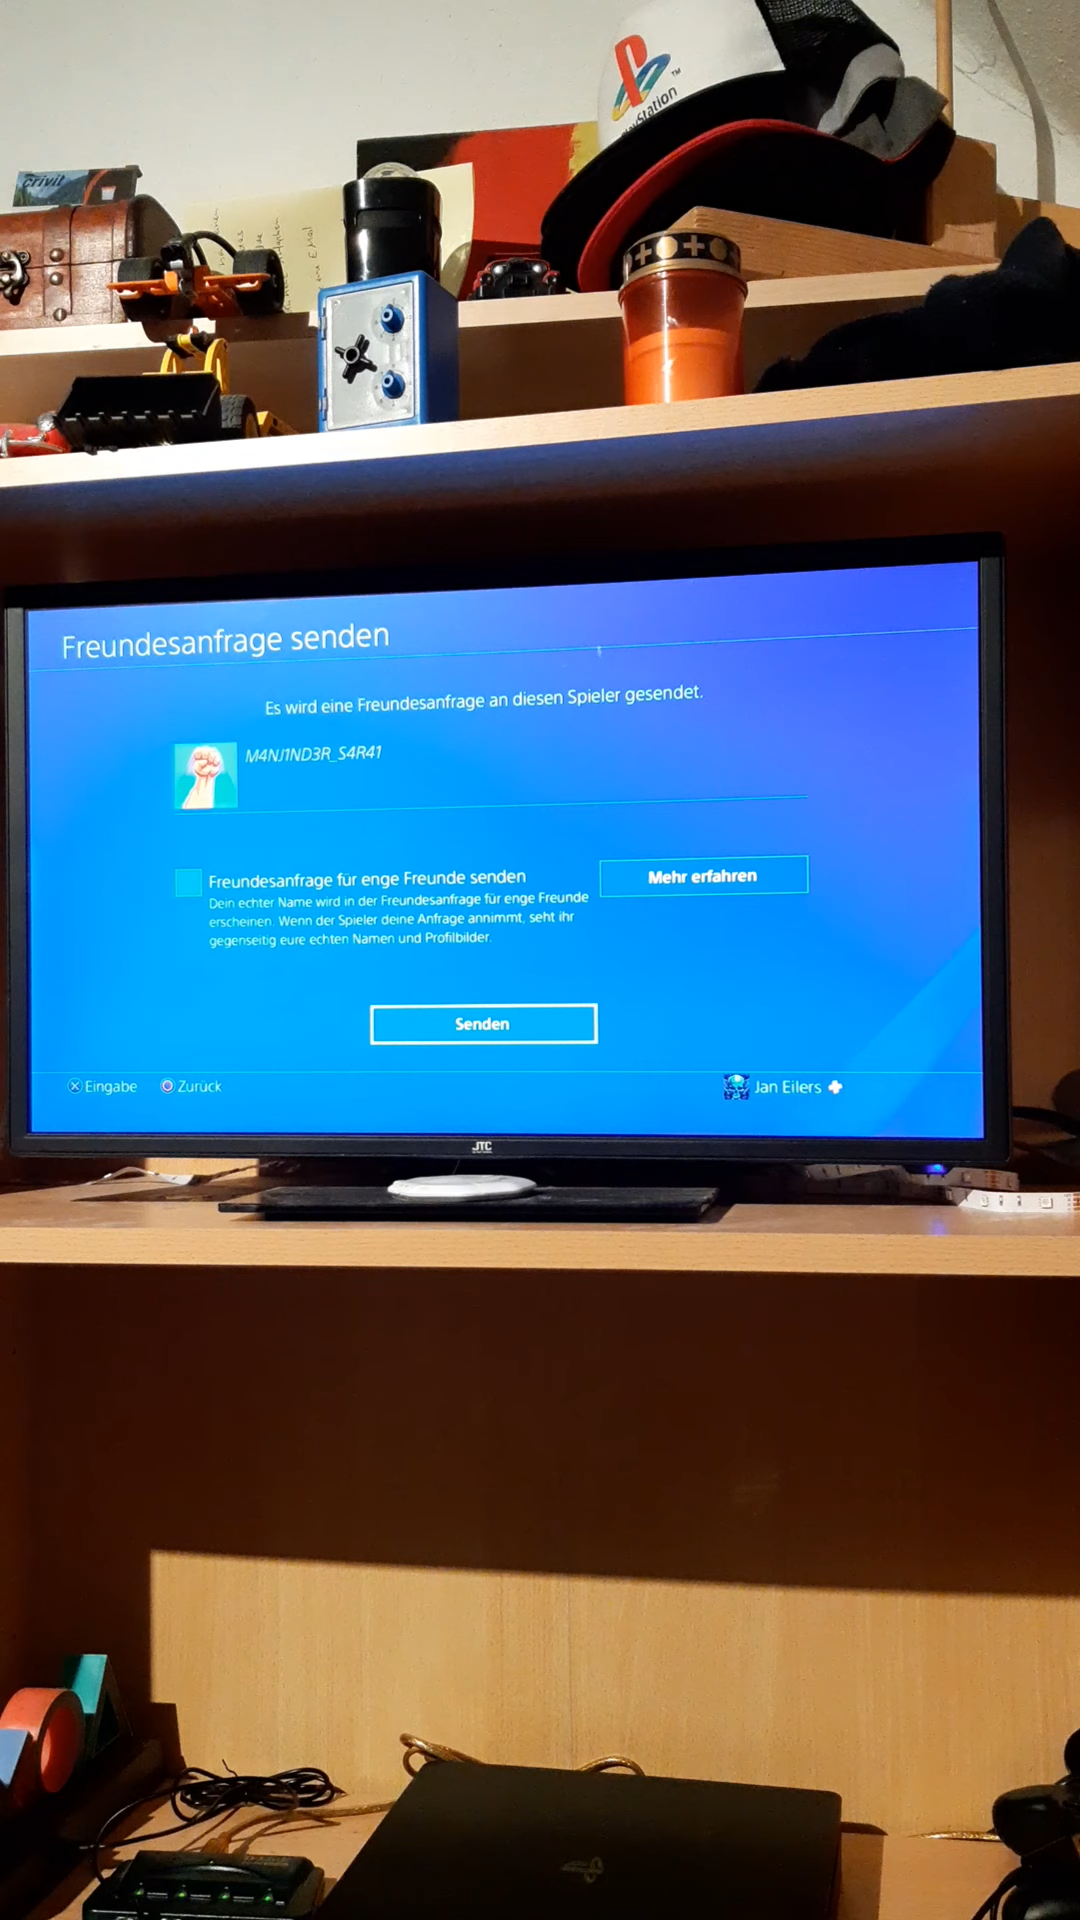 crivit
PlayStation™
Freundesanfrage senden
Es wird eine Freundesanfrage an diesen Spieler gesendet.
M4NJ1ND3R_S4R41
Freundesanfrage für enge Freunde senden
Mehr erfahren
Dein echter Name wird in der Freundesanfrage für enge Freunde
erscheinen. Wenn der Spieler deine Anfrage annimmt, seht ihr
gegenseitig eure echten Namen und Profilbilder.
Senden
Eingabe
Zurück
Jan Eilers
JTC